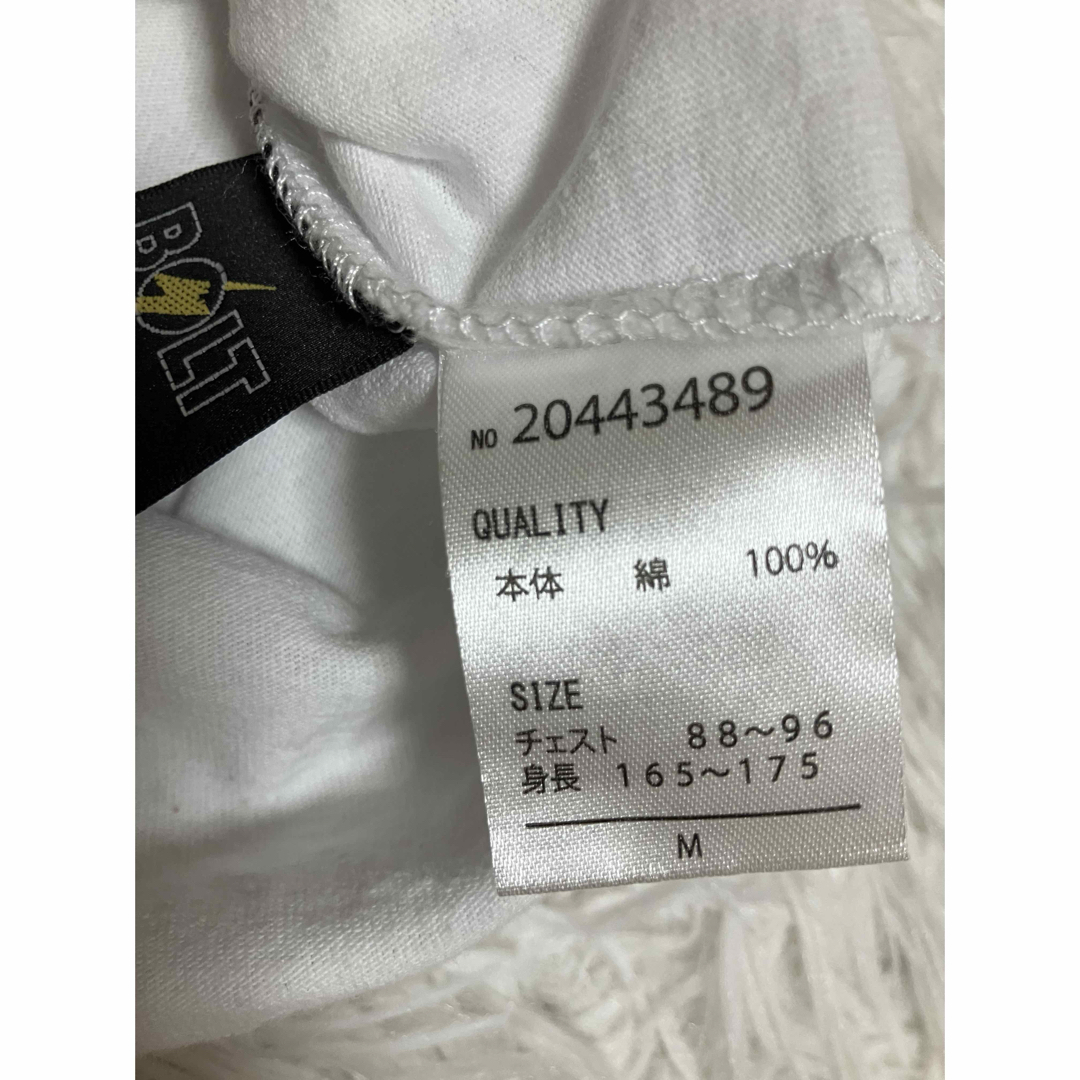 BOLT
NO 20443489
QUALITY
本体 綿 100%
SIZE
チェスト 88~96
身長 165~175
M